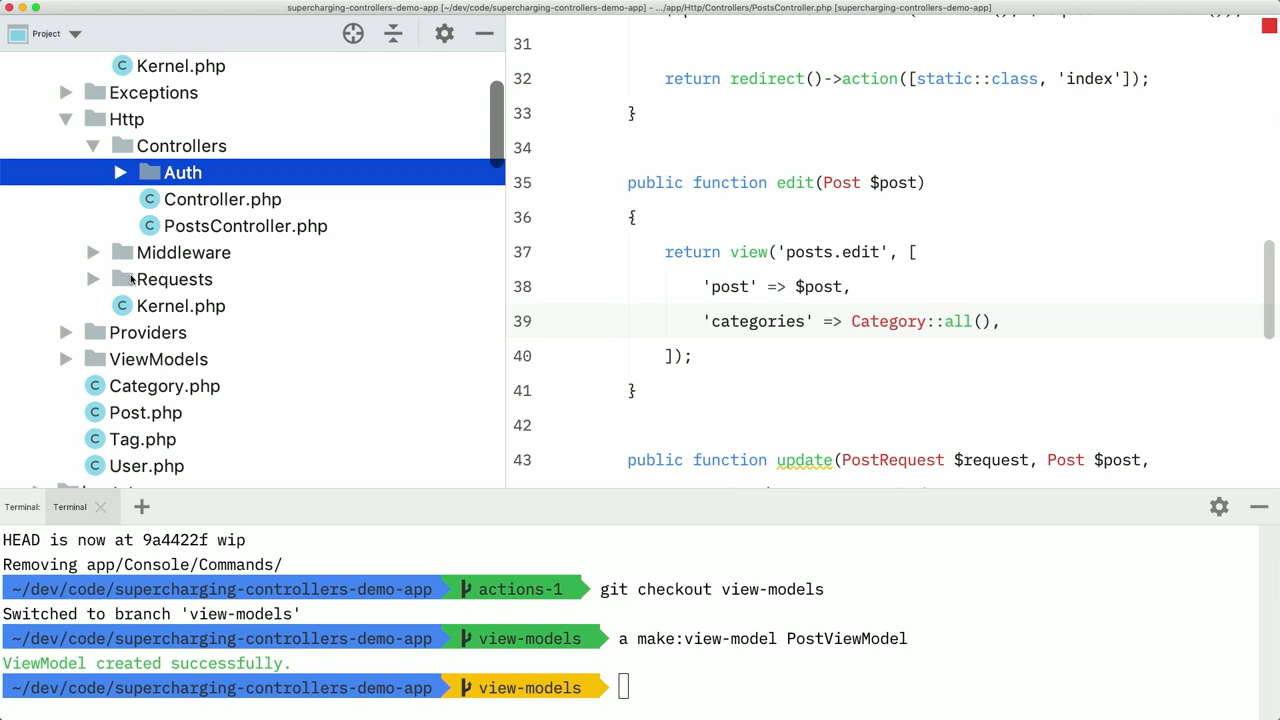 supercharging-controllers-demo-app [~/dev/code/supercharging-controllers-demo-app] - .../app/Http/Controllers/PostsController.php [supercharging-controllers-demo-app]
Project
Kernel.php
Exceptions
Http
Controllers
Auth
Controller.php
PostsController.php
Middleware
Requests
Kernel.php
Providers
ViewModels
Category.php
Post.php
Tag.php
User.php
31
32 return redirect()->action([static::class, 'index']);
33 }
34
35 public function edit(Post $post)
36 {
37 return view('posts.edit', [
38 'post' => $post,
39 'categories' => Category::all(),
40 ]);
41 }
42
43 public function update(PostRequest $request, Post $post,
Terminal: Terminal
HEAD is now at 9a4422f wip
Removing app/Console/Commands/
~/dev/code/supercharging-controllers-demo-app actions-1 git checkout view-models
Switched to branch 'view-models'
~/dev/code/supercharging-controllers-demo-app view-models a make:view-model PostViewModel
ViewModel created successfully.
~/dev/code/supercharging-controllers-demo-app view-models